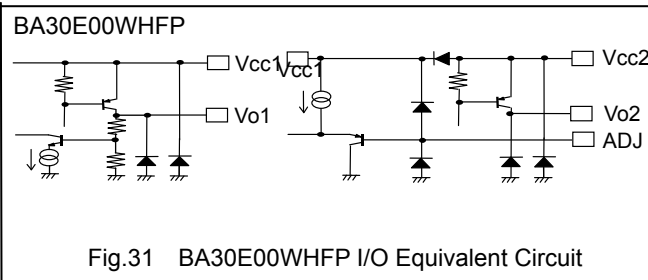 BA30E00WHFP
Vcc1
Vcc1
Vcc2
Vo1
Vo2
ADJ
Fig.31 BA30E00WHFP I/O Equivalent Circuit